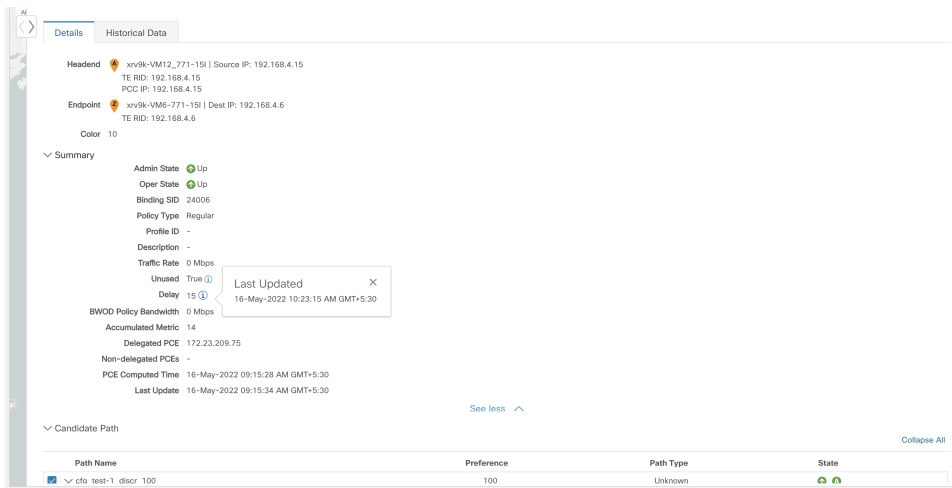 Details Historical Data
Headend A xrv9k-VM12_771-15I | Source IP: 192.168.4.15
TE RID: 192.168.4.15
PCC IP: 192.168.4.15
Endpoint Z xrv9k-VM6-771-15I | Dest IP: 192.168.4.6
TE RID: 192.168.4.6
Color 10
Summary
Admin State Up
Oper State Up
Binding SID 24006
Policy Type Regular
Profile ID -
Description -
Traffic Rate 0 Mbps
Unused True
Last Updated
Delay 15
16-May-2022 10:23:15 AM GMT+5:30
BWOD Policy Bandwidth 0 Mbps
Accumulated Metric 14
Delegated PCE 172.23.209.75
Non-delegated PCEs -
PCE Computed Time 16-May-2022 09:15:28 AM GMT+5:30
Last Update 16-May-2022 09:15:34 AM GMT+5:30
See less
Candidate Path
Collapse All
Path Name Preference Path Type State
cfg_test-1_discr_100 100 Unknown A